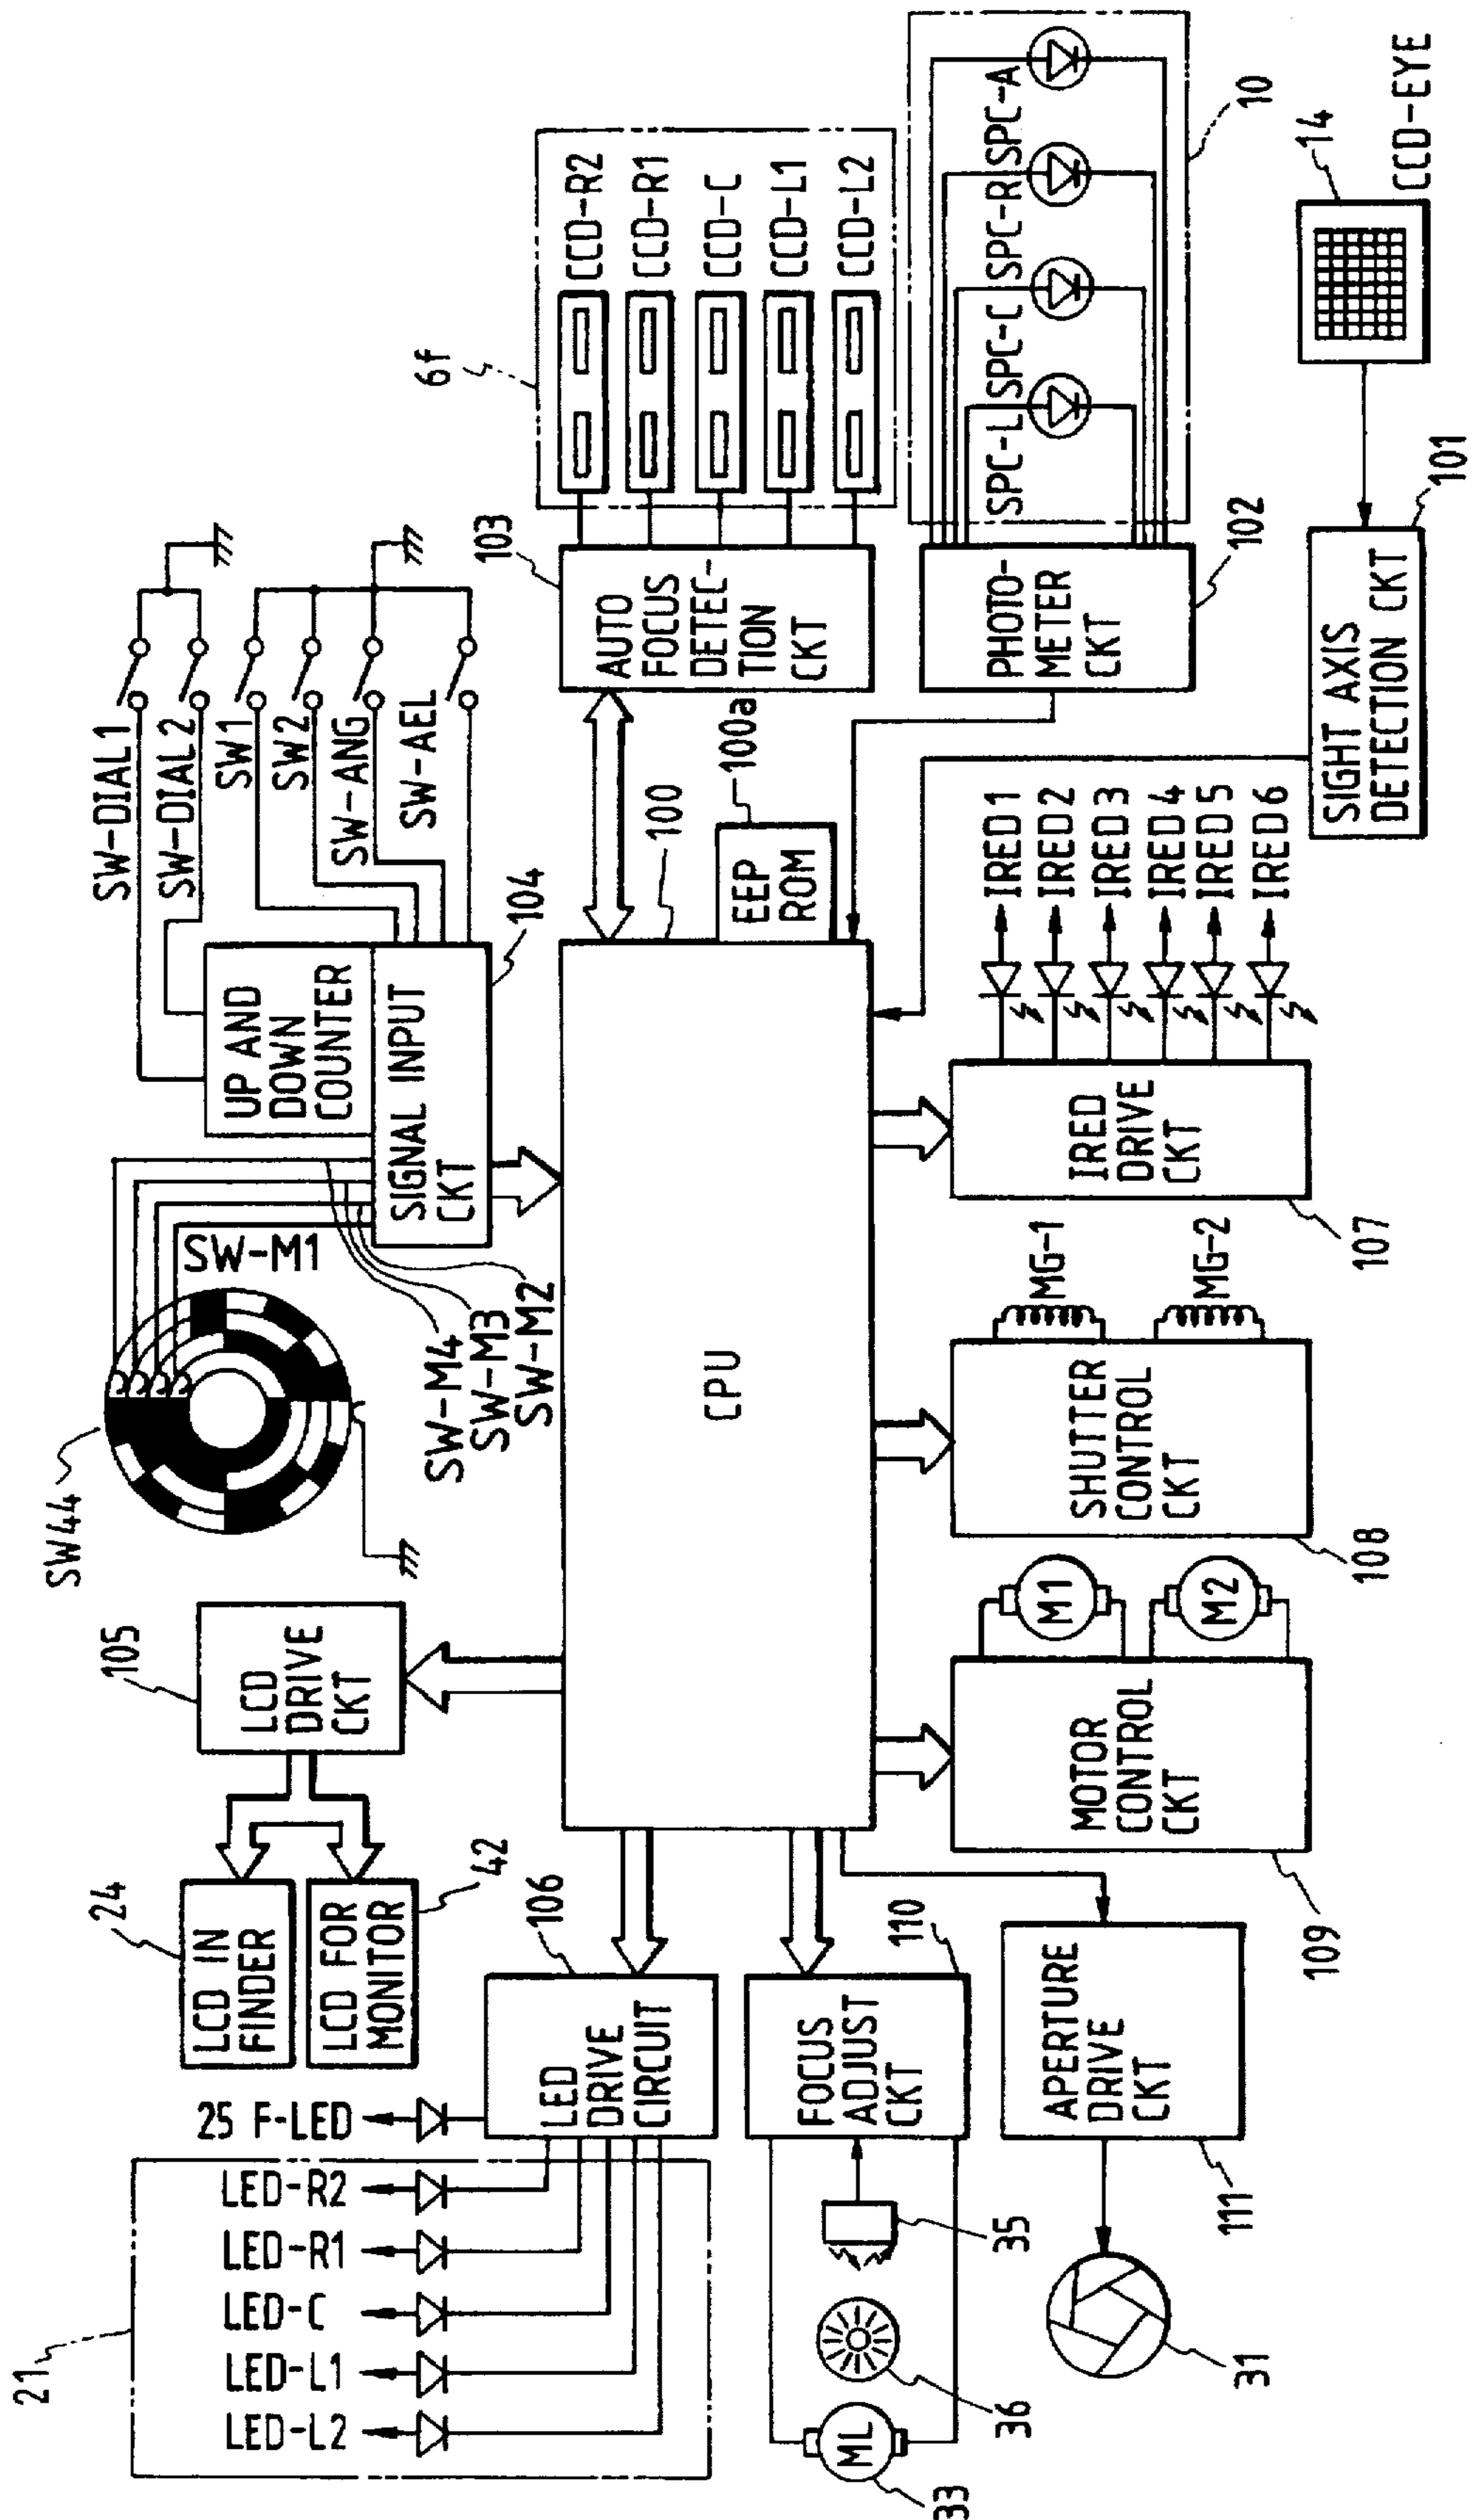 SW44
SW-M1
SW-M4
SW-M3
SW-M2
SW-DIAL1
SW-DIAL2
SW1
SW2
SW-ANG
SW-AEL
UP AND
DOWN
COUNTER
SIGNAL INPUT
CKT
104
105
LCD
DRIVE
CKT
24
LCD IN
FINDER
LCD FOR
MONITOR
42
21
LED-L2
LED-L1
LED-C
LED-R1
LED-R2
25 F-LED
106
LED
DRIVE
CIRCUIT
CPU
100
EEP
ROM
100a
103
AUTO
FOCUS
DETEC-
TION
CKT
6f
CCD-R2
CCD-R1
CCD-C
CCD-L1
CCD-L2
PHOTO-
METER
CKT
102
SPC-L
SPC-C
SPC-R
SPC-A
10
14
CCD-EYE
SIGHT AXIS
DETECTION CKT
101
IRED1
IRED2
IRED3
IRED4
IRED5
IRED6
IRED
DRIVE
CKT
107
MG-1
MG-2
SHUTTER
CONTROL
CKT
108
M1
M2
MOTOR
CONTROL
CKT
109
FOCUS
ADJUST
CKT
110
ML
33
36
35
APERTURE
DRIVE
CKT
111
31